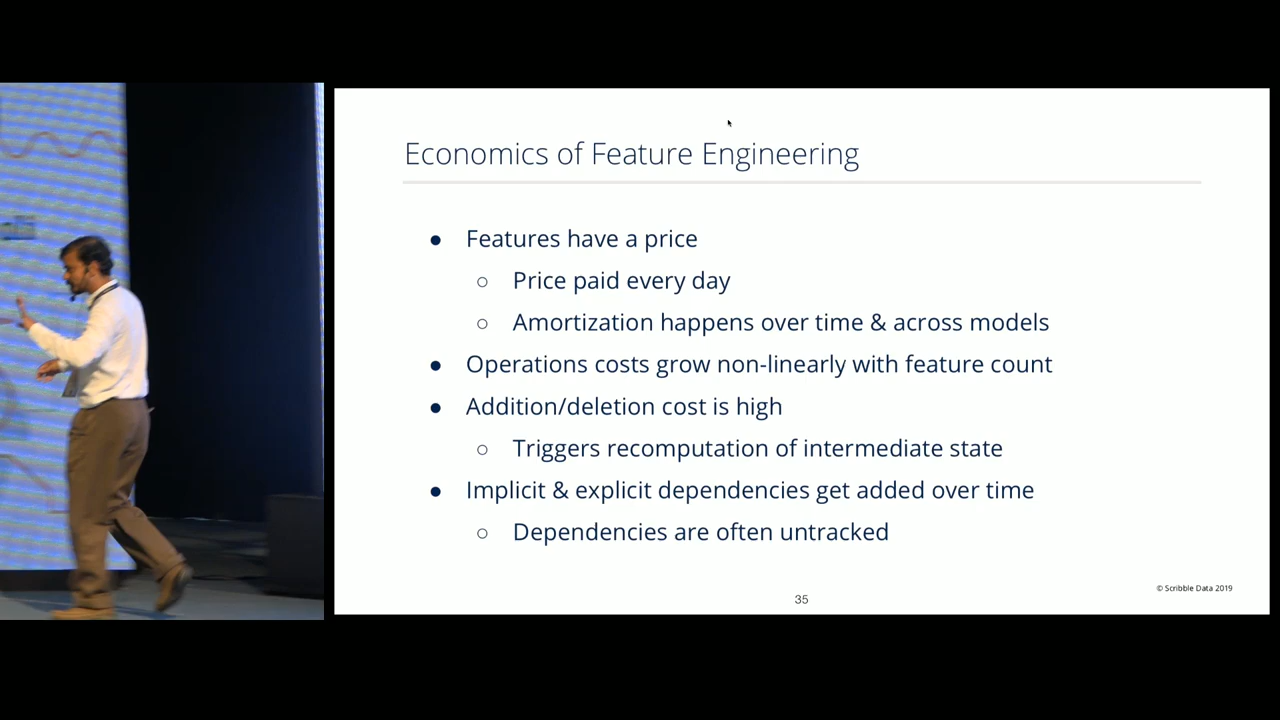 Economics of Feature Engineering
● Features have a price
○ Price paid every day
○ Amortization happens over time & across models
● Operations costs grow non-linearly with feature count
● Addition/deletion cost is high
○ Triggers recomputation of intermediate state
● Implicit & explicit dependencies get added over time
○ Dependencies are often untracked
© Scribble Data 2019
35